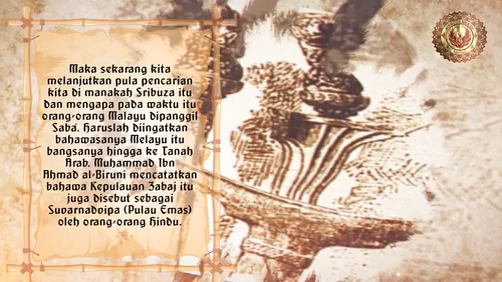 Maka sekarang kita
melanjutkan pula pencarian
kita di manakah Sribuza itu
dan mengapa pada waktu itu
orang-orang Malayu dipanggil
Saba. Haruslah diingatkan
bahawasanya Melayu itu
bangsanya hingga ke Tanah
Arab. Muhammad Ibn
Ahmad al-Biruni mencatatkan
bahawa Kepulauan Zabaj itu
juga disebut sebagai
Suvarnadvipa (Pulau Emas)
oleh orang-orang Hindu.